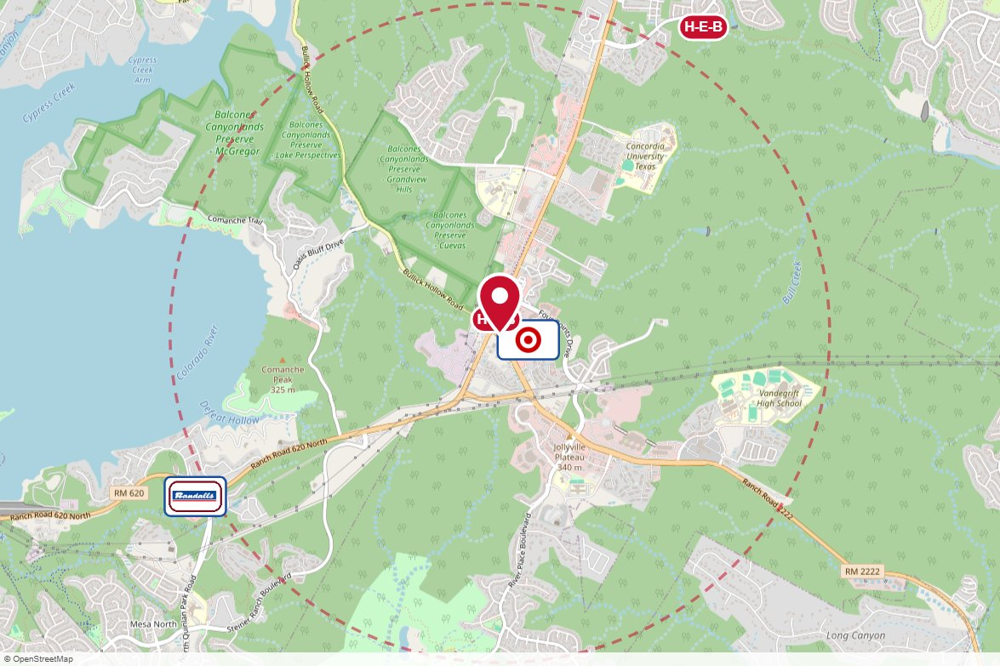 H-E-B
Cypress
Creek
Arm
Cypress Creek
Canyon
Bullick Hollow Road
Balcones
Canyonlands
Preserve
- McGregor
Balcones
Canyonlands
Preserve
- Lake Perspectives
Balcones
Canyonlands
Preserve
- Grandview
Hills
Concordia
University
Texas
Balcones
Canyonlands
Preserve
- Cuevas
Comanche Trail
Oasis Bluff Drive
Bullick Hollow Road
Bull Creek
Four Points Drive
Colorado River
Comanche
Peak
325 m
Defeat Hollow
Vandegrift
High School
Ranch Road 620 North
Jollyville
Plateau
340 m
RM 620
Randalls
Ranch Road 620 North
Ranch Road 2222
River Place Boulevard
RM 2222
Steiner Ranch Boulevard
North Quinlan Park Road
Mesa North
Long Canyon
© OpenStreetMap